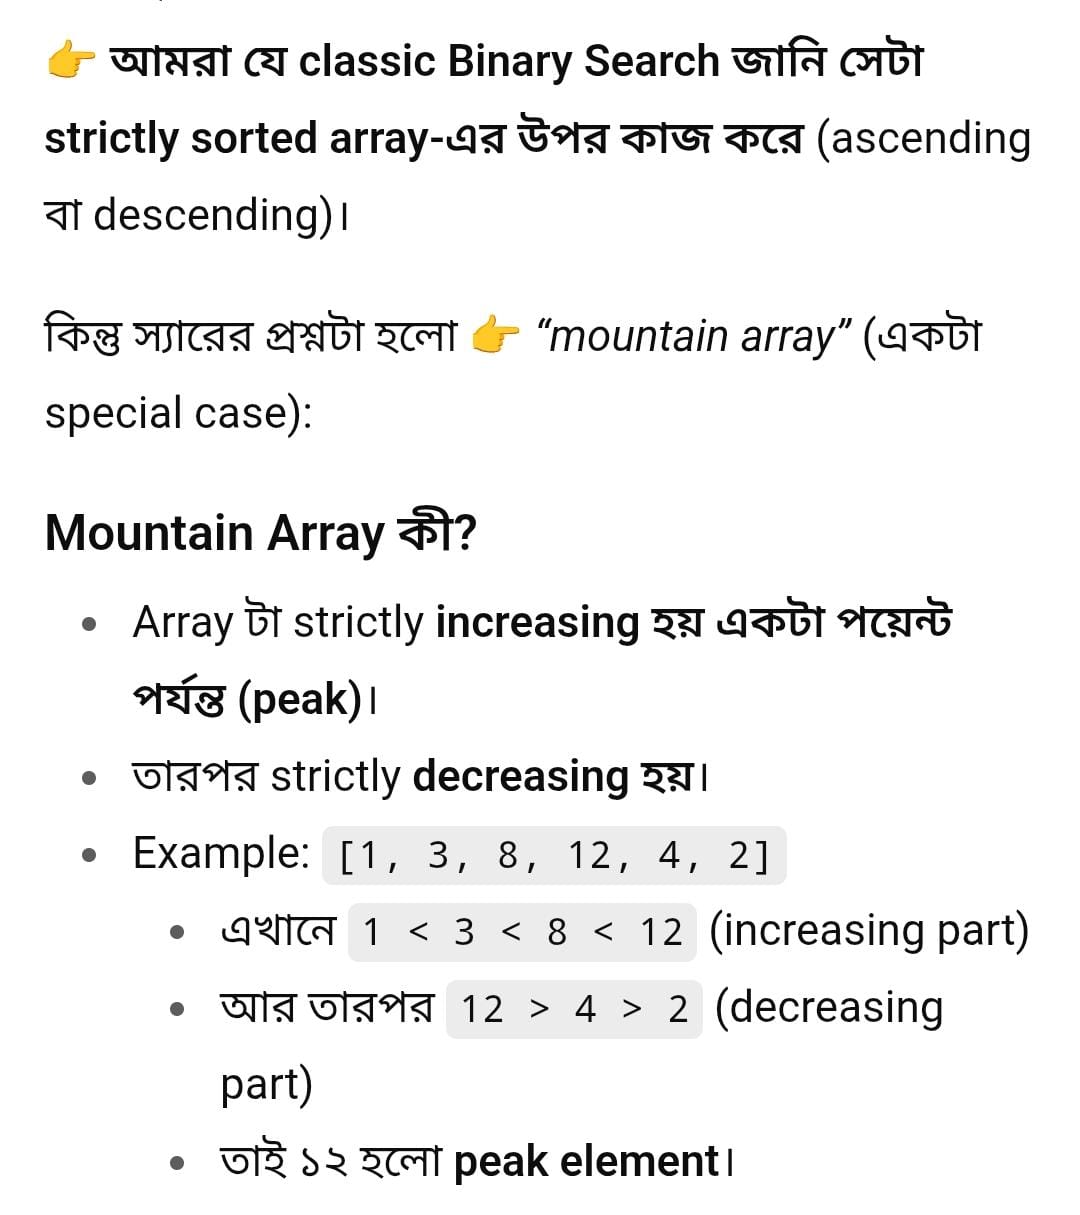 👉 আমরা যে classic Binary Search জানি সেটা
strictly sorted array-এর উপর কাজ করে (ascending
বা descending)।
কিন্তু স্যারের প্রশ্নটা হলো 👉 “mountain array” (একটা
special case):
Mountain Array কী?
• Array টা strictly increasing হয় একটা পয়েন্ট
পর্যন্ত (peak)।
• তারপর strictly decreasing হয়।
• Example: [1, 3, 8, 12, 4, 2]
• এখানে 1 < 3 < 8 < 12 (increasing part)
• আর তারপর 12 > 4 > 2 (decreasing
part)
• তাই ১২ হলো peak element।